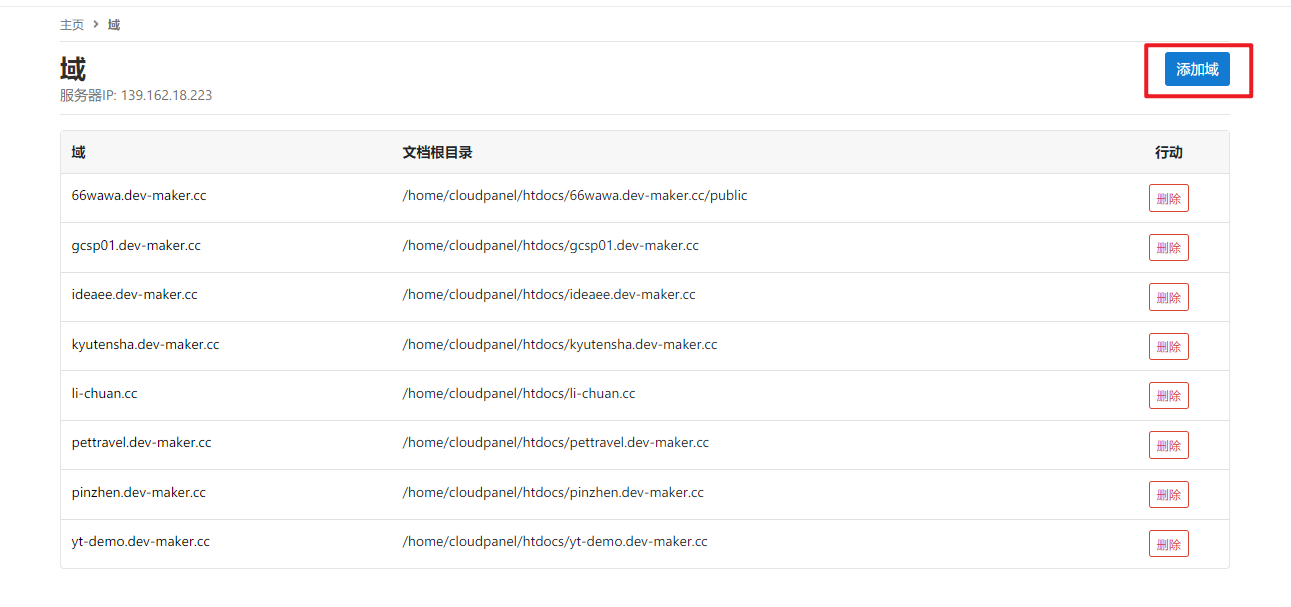 主页 > 域
域
添加域
服务器IP: 139.162.18.223
域 文档根目录 行动
66wawa.dev-maker.cc /home/cloudpanel/htdocs/66wawa.dev-maker.cc/public 删除
gcsp01.dev-maker.cc /home/cloudpanel/htdocs/gcsp01.dev-maker.cc 删除
ideaee.dev-maker.cc /home/cloudpanel/htdocs/ideaee.dev-maker.cc 删除
kyutensha.dev-maker.cc /home/cloudpanel/htdocs/kyutensha.dev-maker.cc 删除
li-chuan.cc /home/cloudpanel/htdocs/li-chuan.cc 删除
pettravel.dev-maker.cc /home/cloudpanel/htdocs/pettravel.dev-maker.cc 删除
pinzhen.dev-maker.cc /home/cloudpanel/htdocs/pinzhen.dev-maker.cc 删除
yt-demo.dev-maker.cc /home/cloudpanel/htdocs/yt-demo.dev-maker.cc 删除